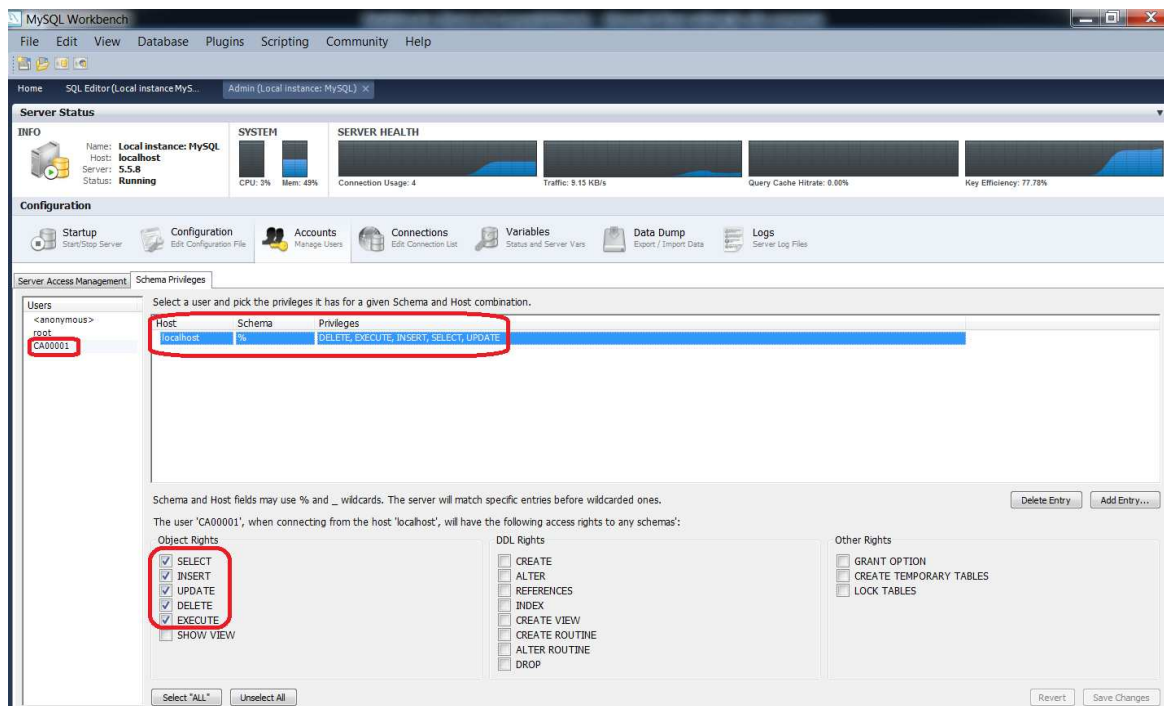 MySQL Workbench
File Edit View Database Plugins Scripting Community Help
Home SQL Editor (Local instance MyS... Admin (Local instance: MySQL) ×
Server Status
INFO SYSTEM SERVER HEALTH
Name: Local instance: MySQL
Host: localhost
Server: 5.5.8
Status: Running
CPU: 3% Mem: 49% Connection Usage: 4 Traffic: 9.15 KB/s Query Cache Hitrate: 0.00% Key Efficiency: 77.78%
Configuration
Startup Configuration Accounts Connections Variables Data Dump Logs
Start/Stop Server Edit Configuration File Manage Users Edit Connection List Status and Server Vars Export / Import Data Server Log Files
Server Access Management Schema Privileges
Users
<anonymous>
root
CA00001
Select a user and pick the privileges it has for a given Schema and Host combination.
Host Schema Privileges
localhost % DELETE, EXECUTE, INSERT, SELECT, UPDATE
Schema and Host fields may use % and _ wildcards. The server will match specific entries before wildcarded ones.
Delete Entry Add Entry...
The user 'CA00001', when connecting from the host 'localhost', will have the following access rights to any schemas':
Object Rights
SELECT
INSERT
UPDATE
DELETE
EXECUTE
SHOW VIEW
DDL Rights
CREATE
ALTER
REFERENCES
INDEX
CREATE VIEW
CREATE ROUTINE
ALTER ROUTINE
DROP
Other Rights
GRANT OPTION
CREATE TEMPORARY TABLES
LOCK TABLES
Select "ALL" Unselect All Revert Save Changes